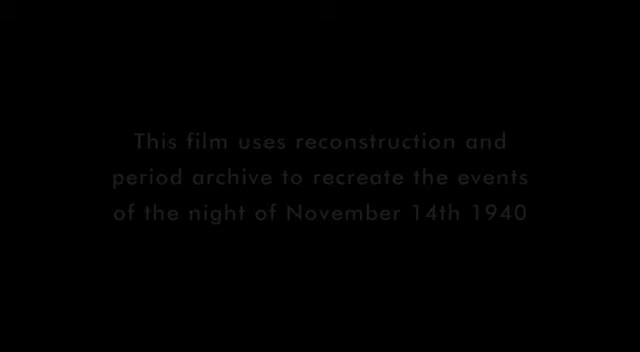 This film uses reconstruction and
period archive to recreate the events
of the night of November 14th 1940